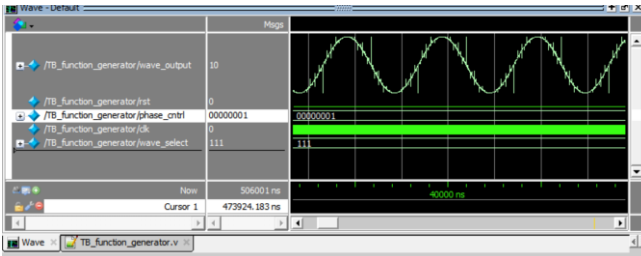 Wave - Default
Msgs
/TB_function_generator/wave_output 10
/TB_function_generator/rst 0
/TB_function_generator/phase_cntrl 00000001 00000001
/TB_function_generator/clk 0
/TB_function_generator/wave_select 111 111
Now 506001 ns 40000 ns
Cursor 1 473924.183 ns
Wave TB_function_generator.v